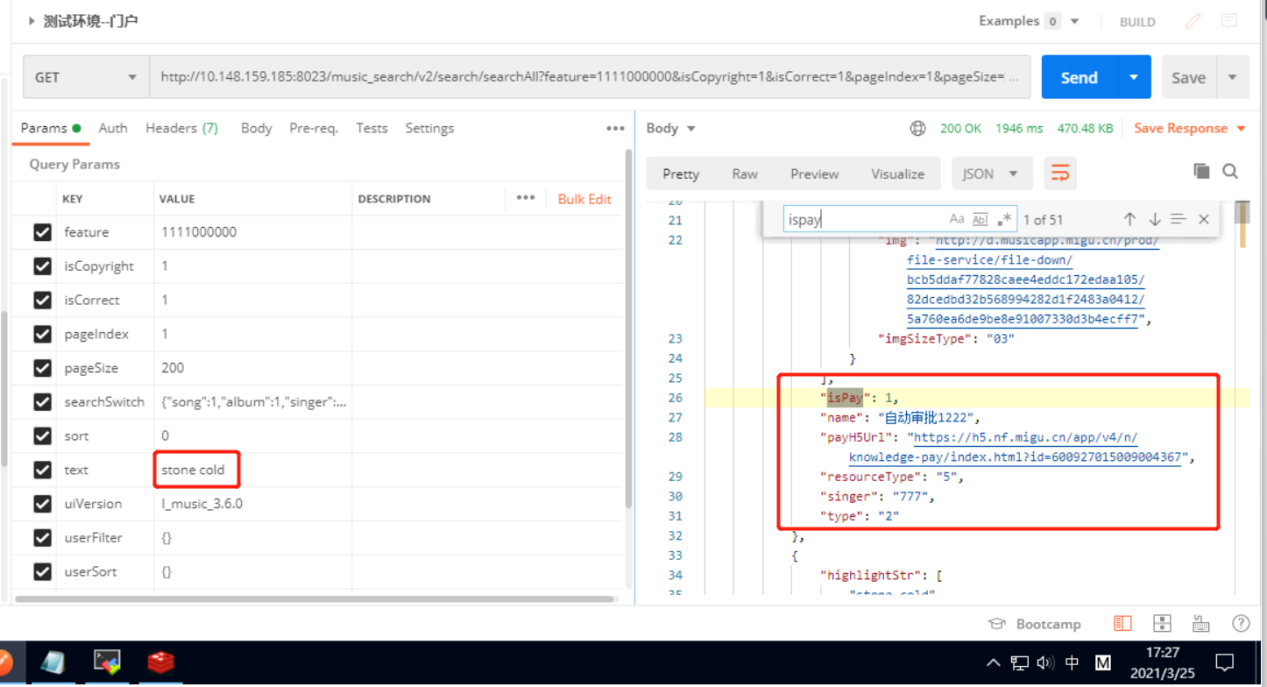 测试环境--门户
Examples 0
BUILD
GET
http://10.148.159.185:8023/music_search/v2/search/searchAll?feature=1111000000&isCopyright=1&isCorrect=1&pageIndex=1&pageSize=...
Send
Save
Params
Auth
Headers (7)
Body
Pre-req.
Tests
Settings
Body
200 OK
1946 ms
470.48 KB
Save Response
Query Params
Pretty
Raw
Preview
Visualize
JSON
KEY
VALUE
DESCRIPTION
Bulk Edit
feature
1111000000
isCopyright
1
isCorrect
1
pageIndex
1
pageSize
200
searchSwitch
{"song":1,"album":1,"singer":...
sort
0
text
stone cold
uiVersion
I_music_3.6.0
userFilter
{}
userSort
{}
ispay
Aa
Abl
.*
1 of 51
20
21
22
"img": "http://d.musicapp.migu.cn/prod/
file-service/file-down/
bcb5ddaf77828caee4eddc172edaa105/
82dcedbd32b568994282d1f2483a0412/
5a760ea6de9be8e91007330d3b4ecff7",
23 "imgSizeType": "03"
24 }
25 ],
26 "isPay": 1,
27 "name": "自动审批1222",
28 "payH5Url": "https://h5.nf.migu.cn/app/v4/n/
knowledge-pay/index.html?id=600927015009004367",
29 "resourceType": "5",
30 "singer": "777",
31 "type": "2"
32 },
33 {
34 "highlightStr": [
35 "stone cold"
Bootcamp
中
M
17:27
2021/3/25